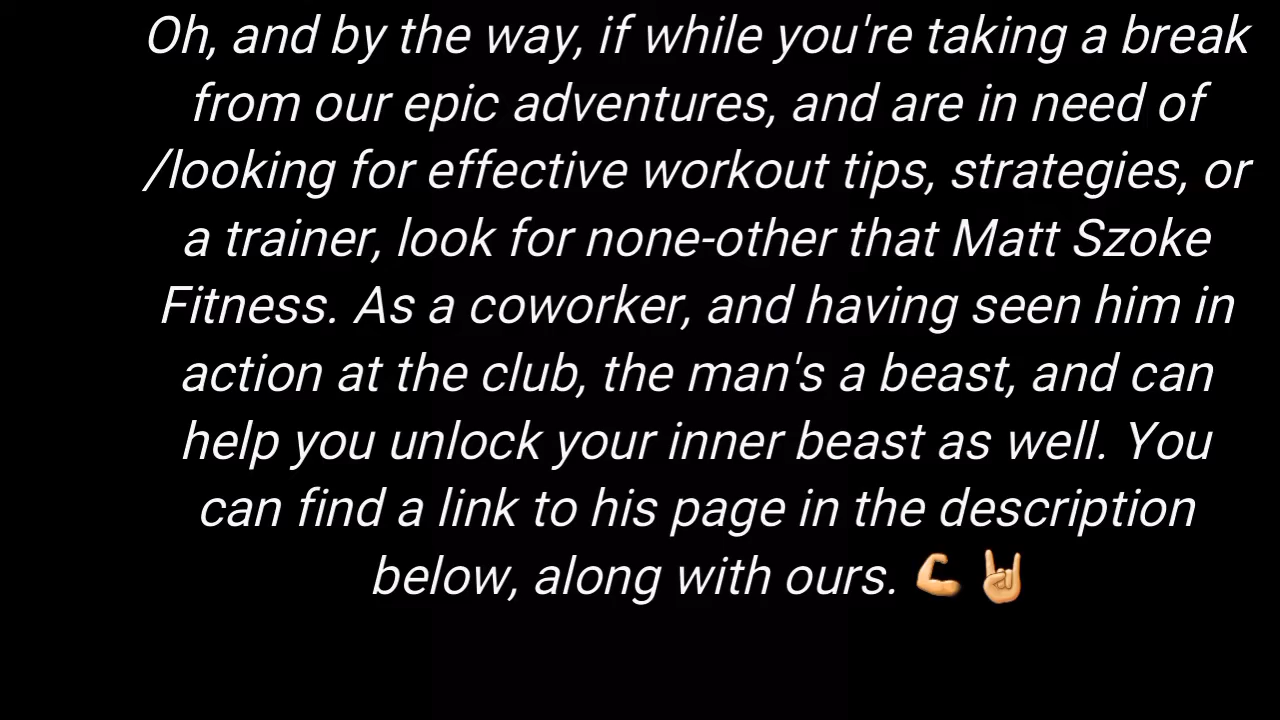 Oh, and by the way, if while you're taking a break
from our epic adventures, and are in need of
/looking for effective workout tips, strategies, or
a trainer, look for none-other that Matt Szoke
Fitness. As a coworker, and having seen him in
action at the club, the man's a beast, and can
help you unlock your inner beast as well. You
can find a link to his page in the description
below, along with ours. 💪🤘